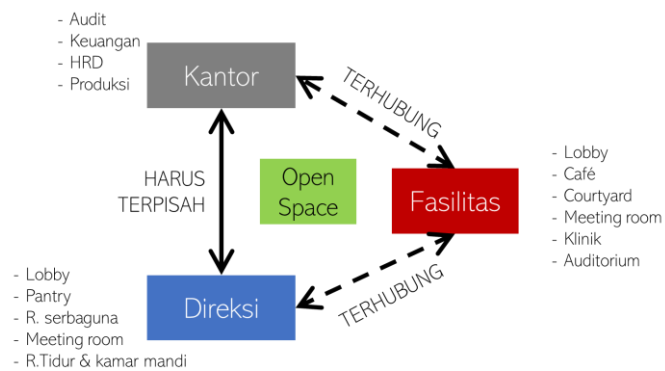 - Audit
- Keuangan
- HRD
- Produksi
Kantor
TERHUBUNG
HARUS
TERPISAH
Open
Space
Fasilitas
- Lobby
- Café
- Courtyard
- Meeting room
- Klinik
- Auditorium
- Lobby
- Pantry
- R. serbaguna
- Meeting room
- R.Tidur & kamar mandi
Direksi
TERHUBUNG